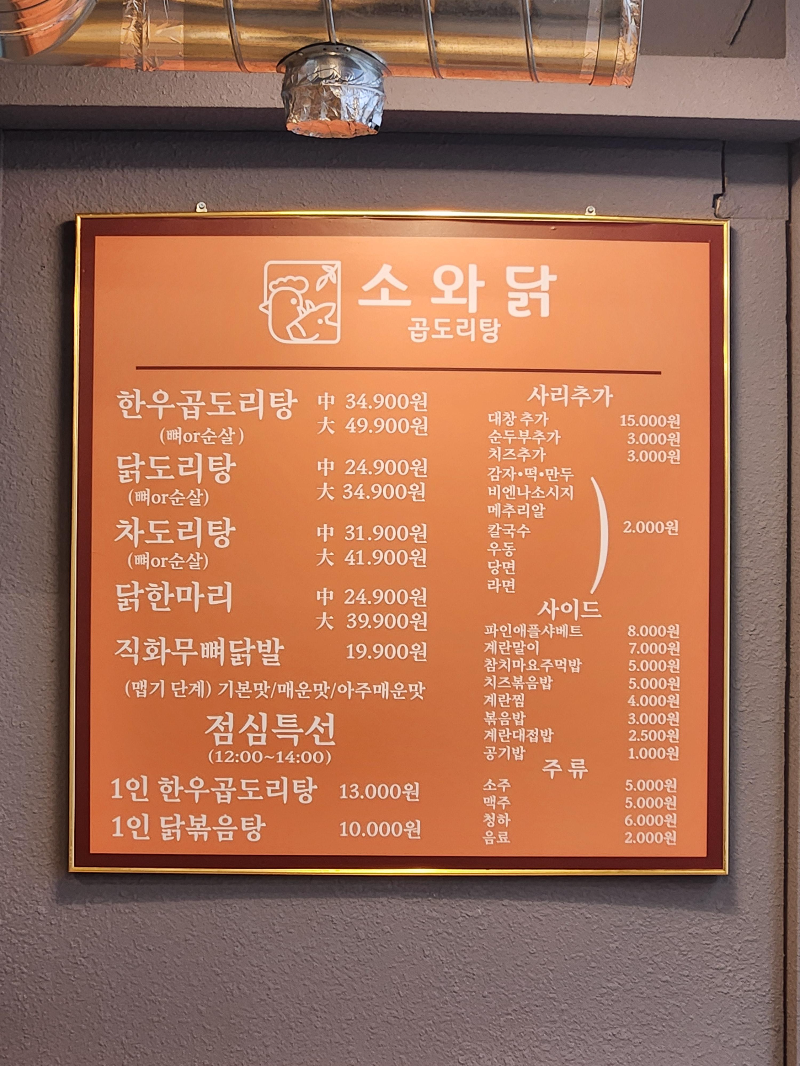 소와닭
곱도리탕
한우곱도리탕 中 34.900원
(뼈or순살) 大 49.900원
닭도리탕 中 24.900원
(뼈or순살) 大 34.900원
차도리탕 中 31.900원
(뼈or순살) 大 41.900원
닭한마리 中 24.900원
大 39.900원
직화무뼈닭발 19.900원
(맵기 단계) 기본맛/매운맛/아주매운맛
점심특선
(12:00~14:00)
1인 한우곱도리탕 13.000원
1인 닭볶음탕 10.000원
사리추가
대창 추가 15.000원
순두부추가 3.000원
치즈추가 3.000원
감자•떡•만두
비엔나소시지
메추리알
칼국수 2.000원
우동
당면
라면
사이드
파인애플샤베트 8.000원
계란말이 7.000원
참치마요주먹밥 5.000원
치즈볶음밥 5.000원
계란찜 4.000원
볶음밥 3.000원
계란대접밥 2.500원
공기밥 1.000원
주류
소주 5.000원
맥주 5.000원
청하 6.000원
음료 2.000원